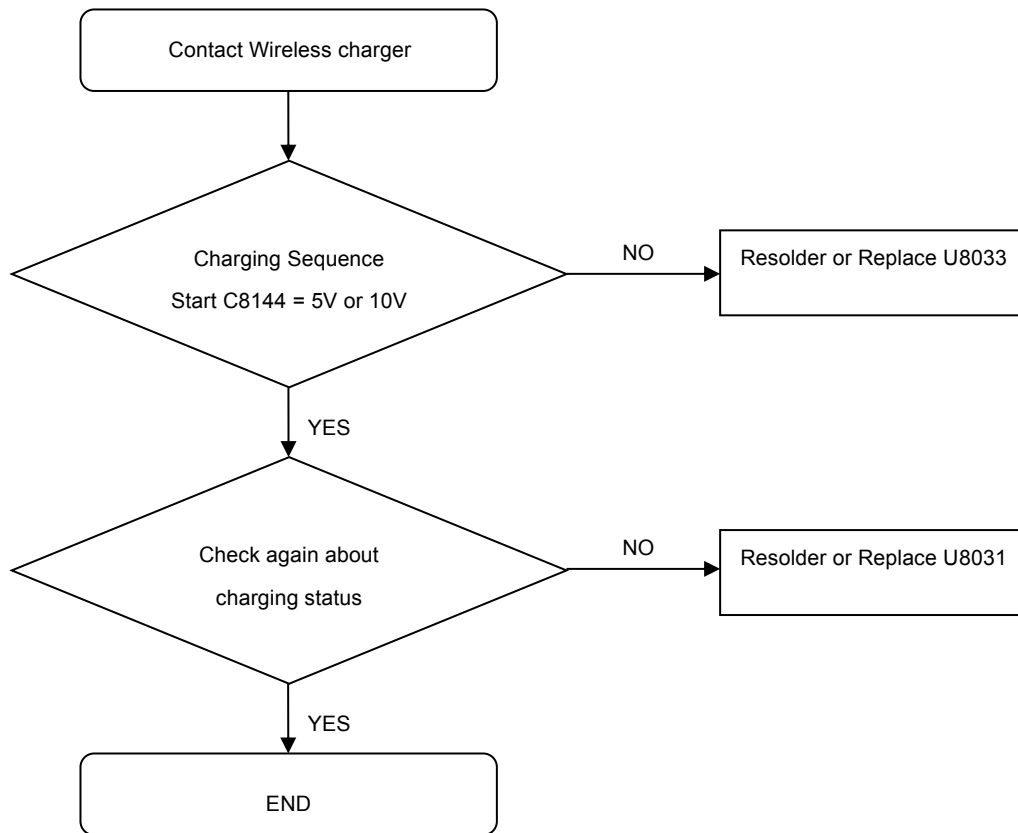 Contact Wireless charger
Charging Sequence
Start C8144 = 5V or 10V
NO
Resolder or Replace U8033
YES
Check again about
charging status
NO
Resolder or Replace U8031
YES
END